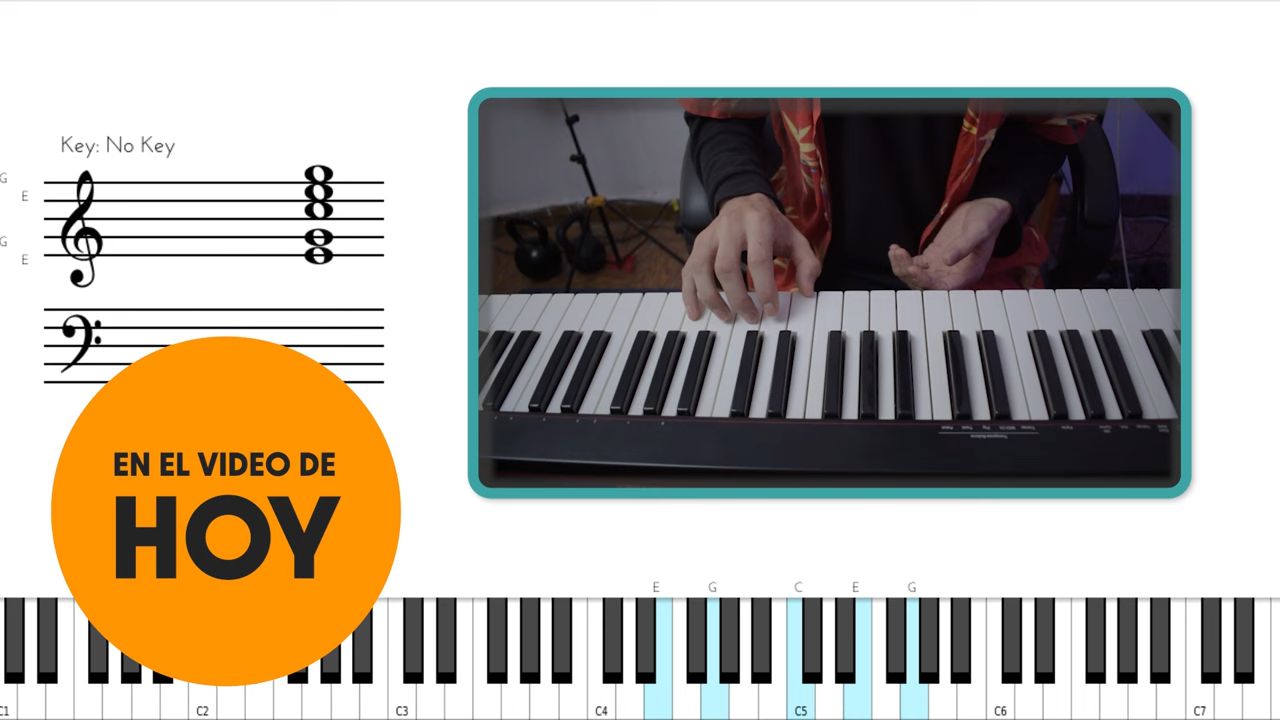 Key: No Key
G
E
G
E
EN EL VIDEO DE
HOY
E G C E G
C1 C2 C3 C4 C5 C6 C7